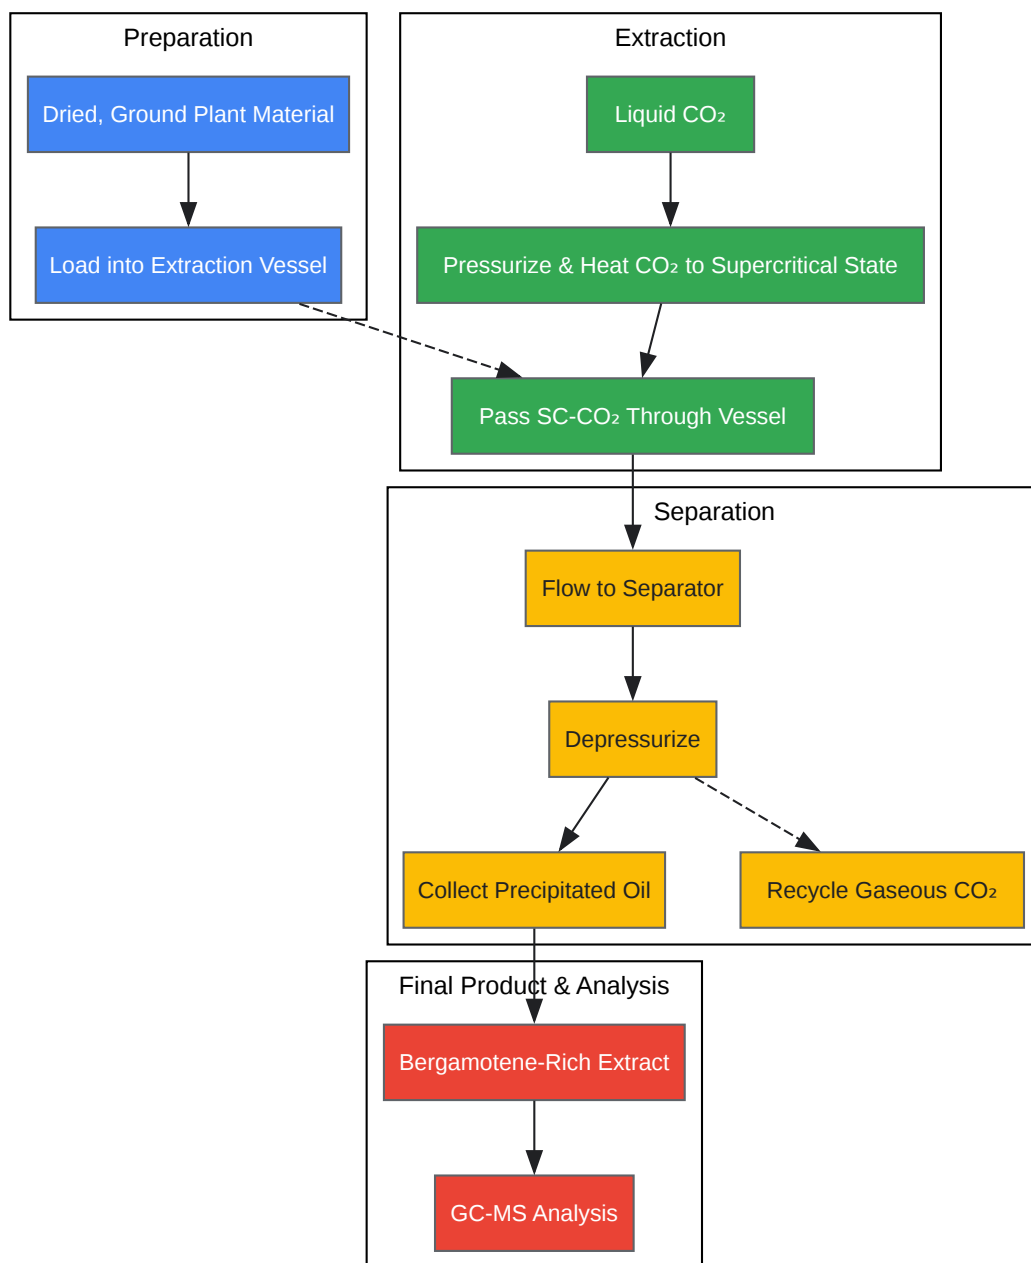 Preparation
Dried, Ground Plant Material
Load into Extraction Vessel
Extraction
Liquid CO₂
Pressurize & Heat CO₂ to Supercritical State
Pass SC-CO₂ Through Vessel
Separation
Flow to Separator
Depressurize
Collect Precipitated Oil
Recycle Gaseous CO₂
Final Product & Analysis
Bergamotene-Rich Extract
GC-MS Analysis